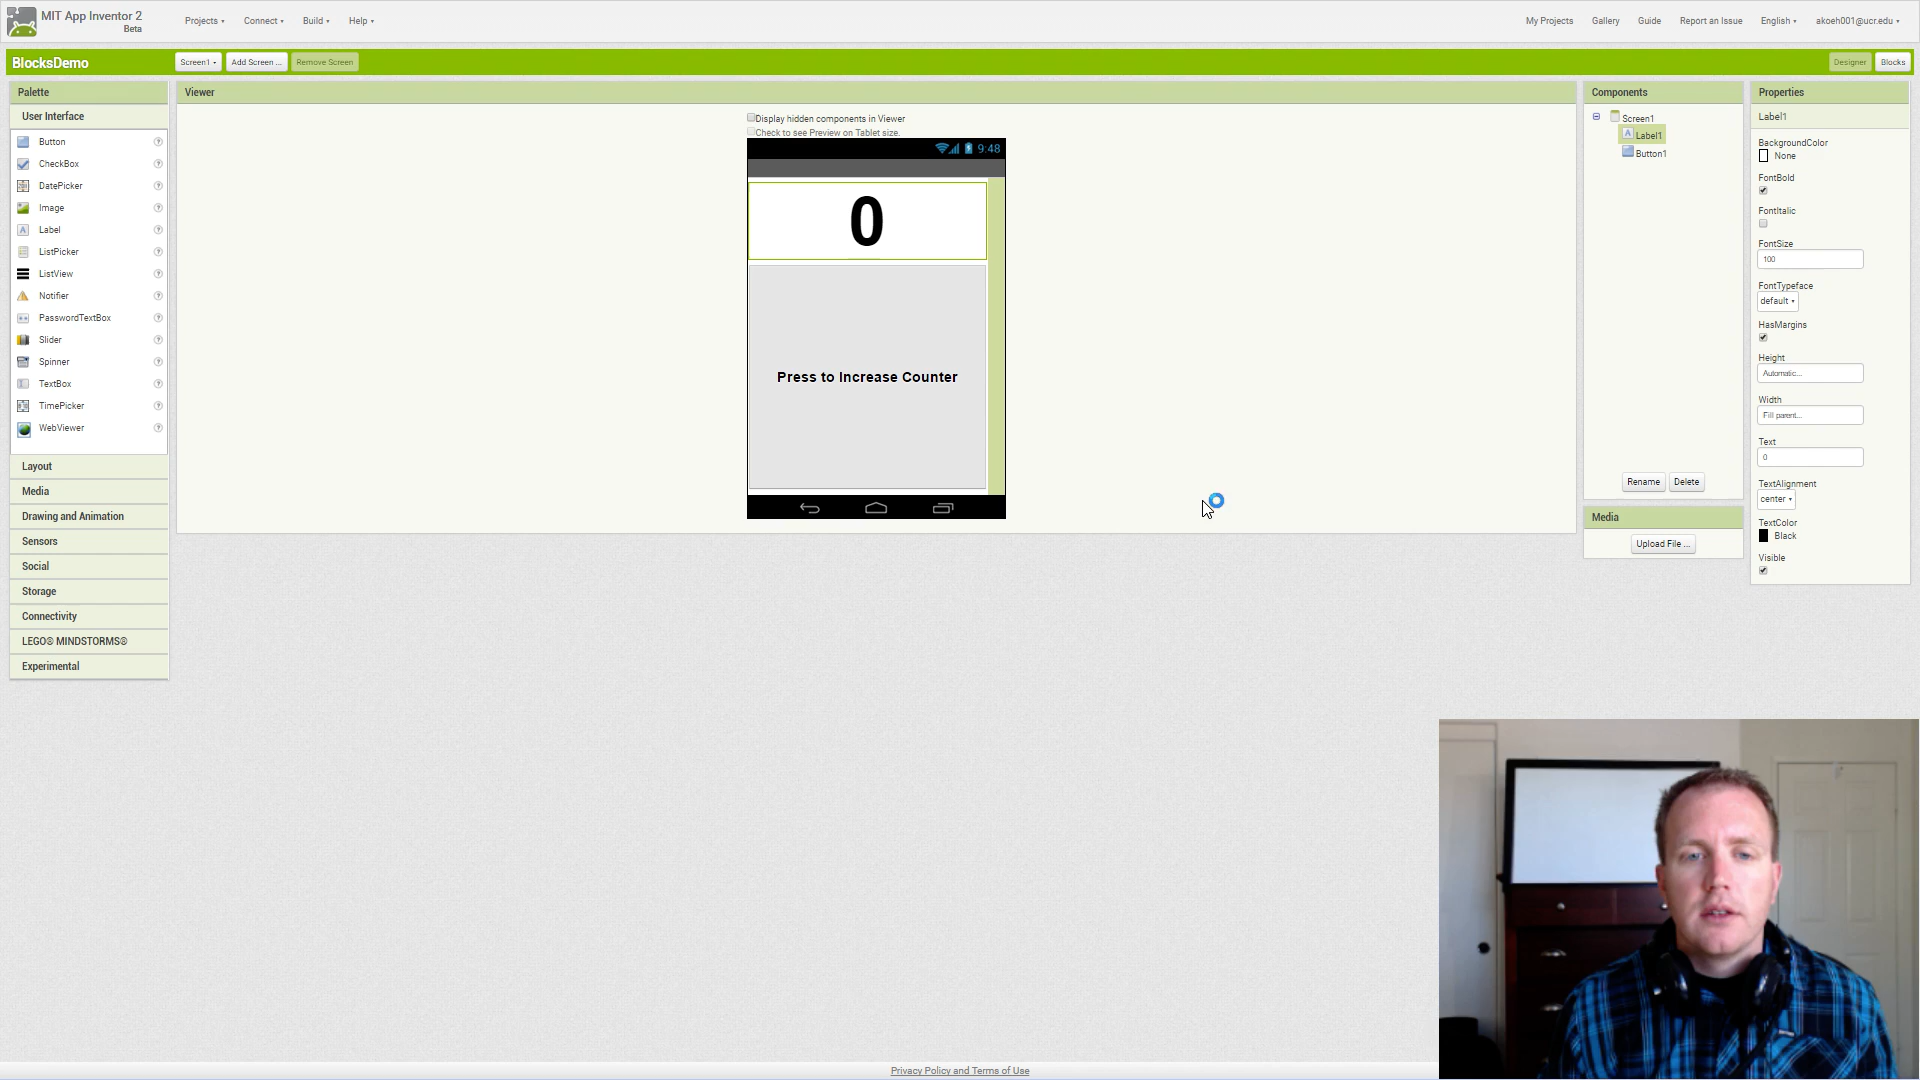 MIT App Inventor 2
Beta
Projects
Connect
Build
Help
My Projects
Gallery
Guide
Report an Issue
English
akoeh001@ucr.edu
BlocksDemo
Screen1
Add Screen ...
Remove Screen
Designer
Blocks
Palette
User Interface
Button
CheckBox
DatePicker
Image
Label
ListPicker
ListView
Notifier
PasswordTextBox
Slider
Spinner
TextBox
TimePicker
WebViewer
Layout
Media
Drawing and Animation
Sensors
Social
Storage
Connectivity
LEGO® MINDSTORMS®
Experimental
Viewer
Display hidden components in Viewer
Check to see Preview on Tablet size.
9:48
0
Press to Increase Counter
Components
Screen1
Label1
Button1
Rename
Delete
Media
Upload File ...
Properties
Label1
BackgroundColor
None
FontBold
FontItalic
FontSize
100
FontTypeface
default
HasMargins
Height
Automatic...
Width
Fill parent...
Text
0
TextAlignment
center
TextColor
Black
Visible
Privacy Policy and Terms of Use